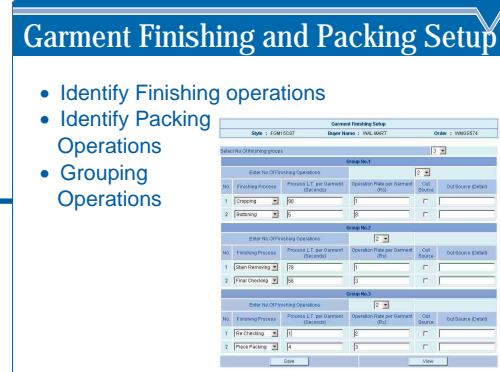 Garment Finishing and Packing Setup
• Identify Finishing operations
• Identify Packing
Operations
• Grouping
Operations
Garment Finishing Setup
Style : FGM15C37 Buyer Name : WAL MART Order : WMGS574
Select No Of finishing groups 3
Group No.1
Enter No.Of Finishing Operations 2
No. Finishing Process Process L.T. per Garment (Seconds) Operation Rate per Garment (Rs) Out Source Out Source (Detail)
1 Cropping 90 1
2 Buttoning 5 8
Group No.2
Enter No.Of Finishing Operations 2
No. Finishing Process Process L.T. per Garment (Seconds) Operation Rate per Garment (Rs) Out Source Out Source (Detail)
1 Stain Removing 78 1
2 Final Checking 56 3
Group No.3
Enter No.Of Finishing Operations 2
No. Finishing Process Process L.T. per Garment (Seconds) Operation Rate per Garment (Rs) Out Source Out Source (Detail)
1 Re Checking 1 2
2 Piece Packing 4 3
Save View